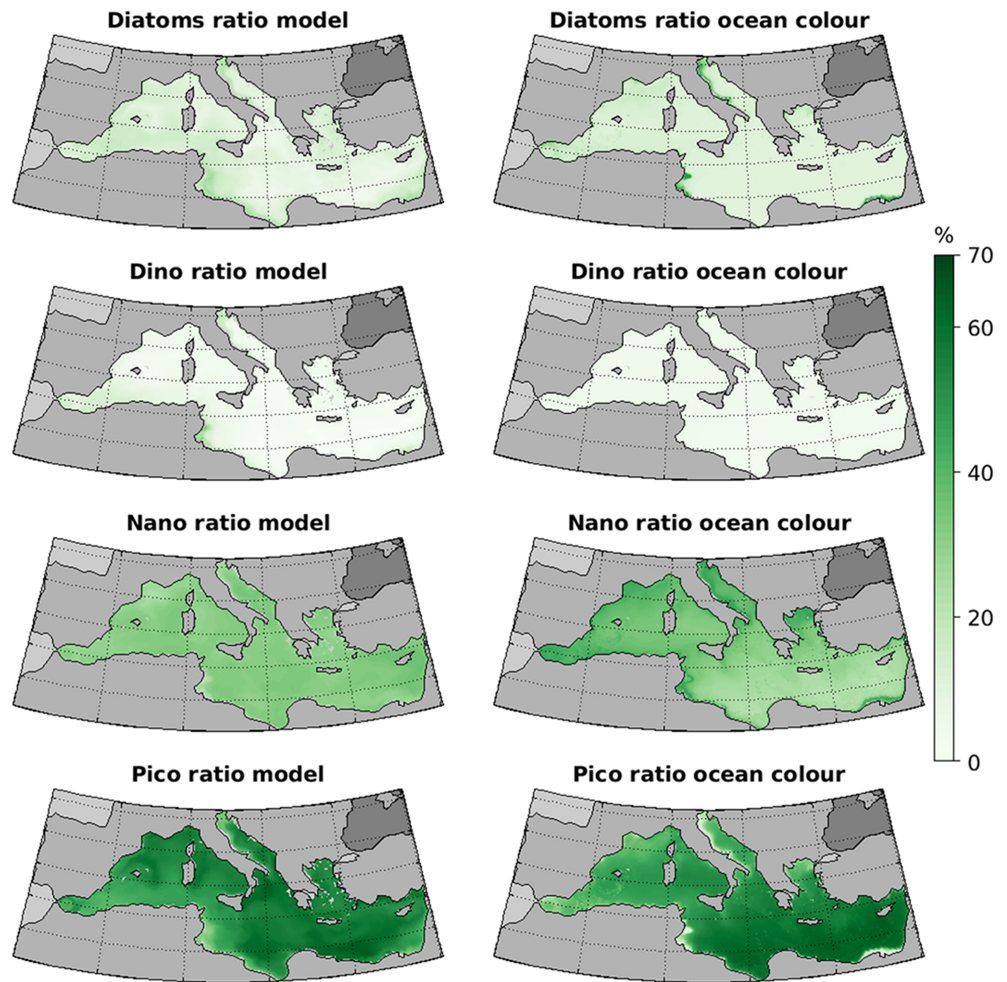 Diatoms ratio model
Diatoms ratio ocean colour
Dino ratio model
Dino ratio ocean colour
Nano ratio model
Nano ratio ocean colour
Pico ratio model
Pico ratio ocean colour
%
70
60
40
20
0